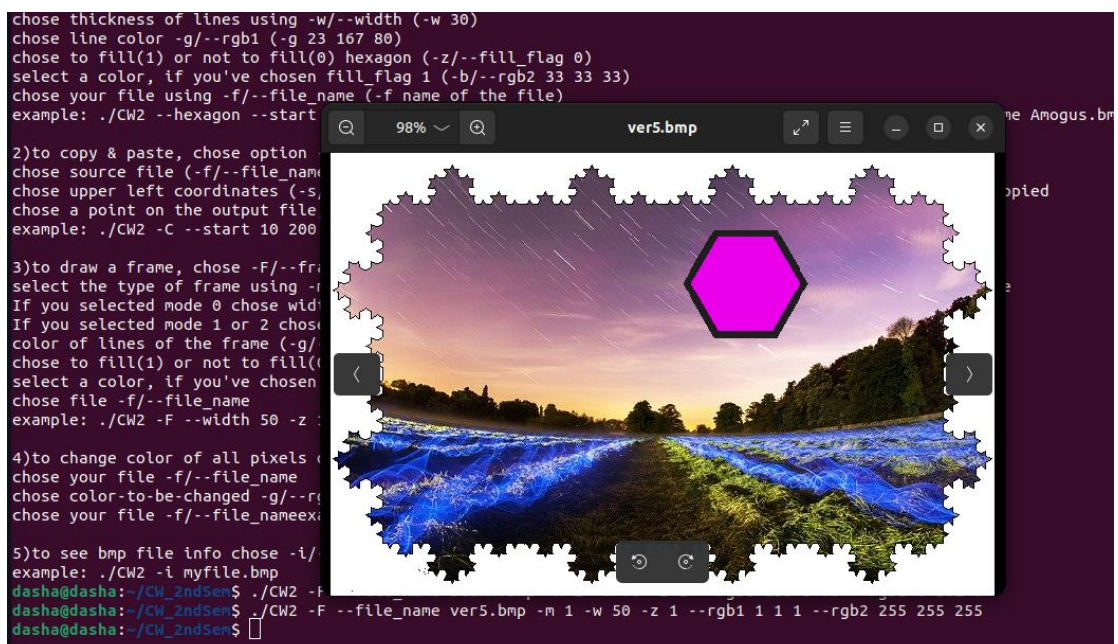 chose thickness of lines using -w/--width (-w 30)
chose line color -g/--rgb1 (-g 23 167 80)
chose to fill(1) or not to fill(0) hexagon (-z/--fill_flag 0)
select a color, if you've chosen fill_flag 1 (-b/--rgb2 33 33 33)
chose your file using -f/--file_name (-f name of the file)
example: ./CW2 --hexagon --start
me Amogus.bm
98%
ver5.bmp
2)to copy & paste, chose option -
chose source file (-f/--file_name
chose upper left coordinates (-s/
opied
chose a point on the output file
example: ./CW2 -C --start 10 200
3)to draw a frame, chose -F/--fra
select the type of frame using -m
e
If you selected mode 0 chose widt
If you selected mode 1 or 2 chose
color of lines of the frame (-g/-
chose to fill(1) or not to fill(0
select a color, if you've chosen
chose file -f/--file_name
example: ./CW2 -F --width 50 -z 1
4)to change color of all pixels o
chose your file -f/--file_name
chose color-to-be-changed -g/--rg
chose your file -f/--file_nameexa
5)to see bmp file info chose -i/-
example: ./CW2 -i myfile.bmp
dasha@dasha:~/CW_2ndSem$ ./CW2 -F
dasha@dasha:~/CW_2ndSem$ ./CW2 -F --file_name ver5.bmp -m 1 -w 50 -z 1 --rgb1 1 1 1 --rgb2 255 255 255
dasha@dasha:~/CW_2ndSem$